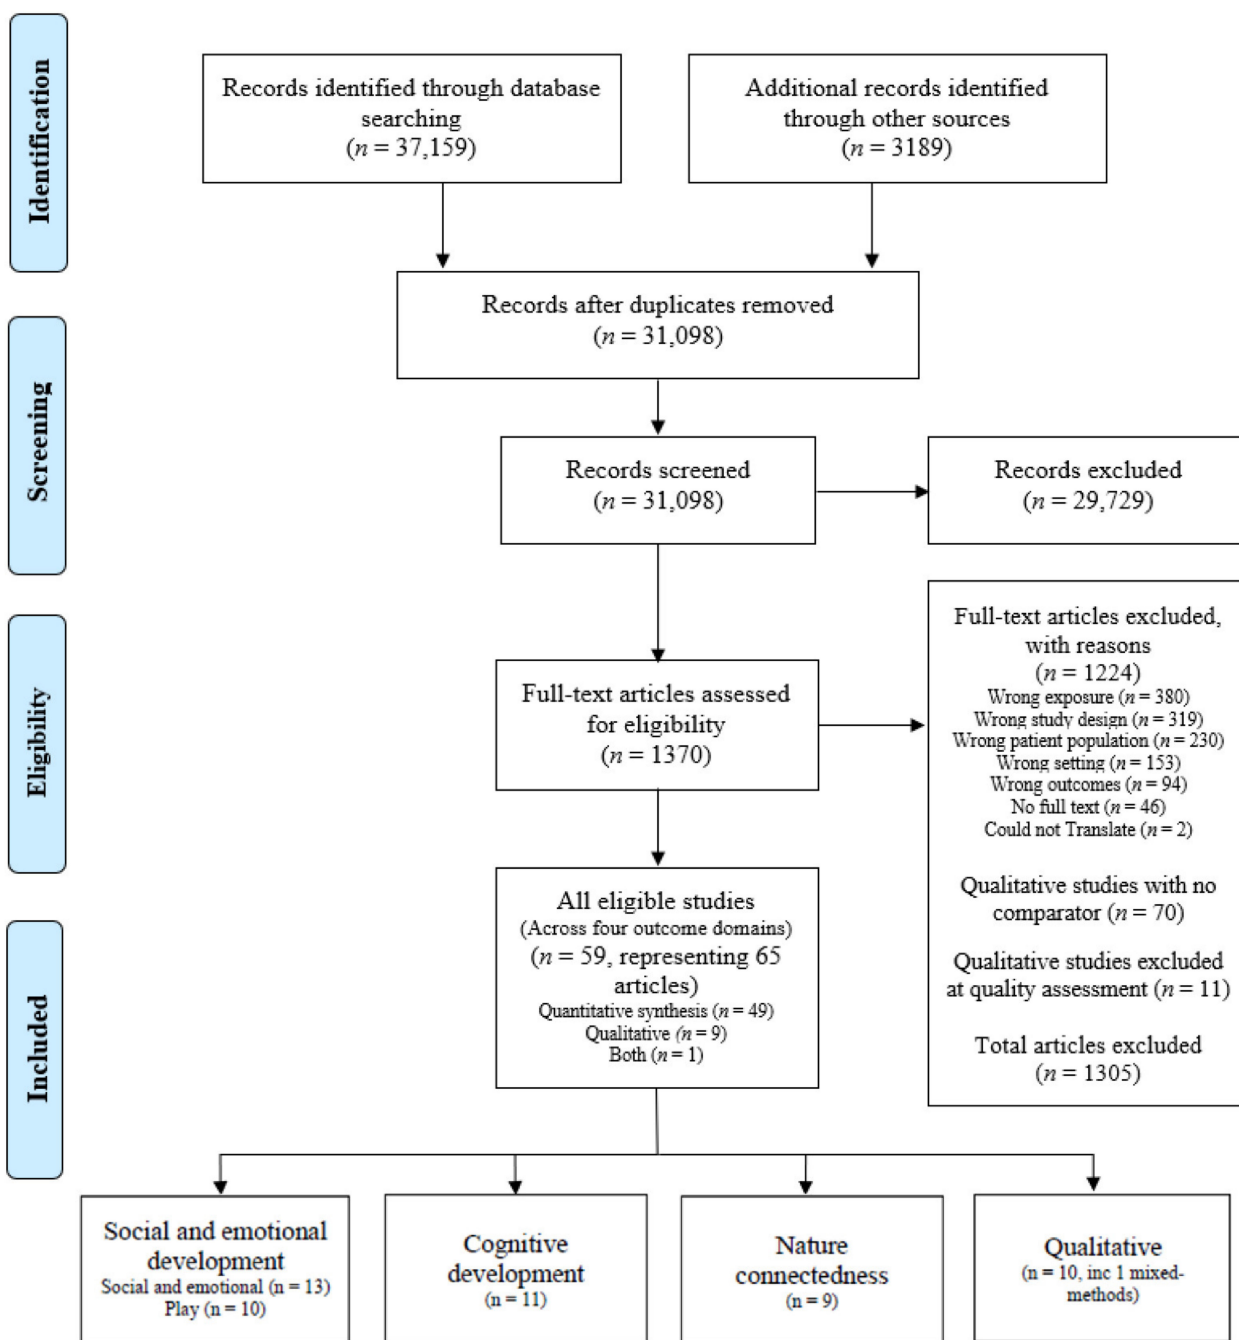 Identification
Records identified through database
searching
(n = 37,159)
Additional records identified
through other sources
(n = 3189)
Records after duplicates removed
(n = 31,098)
Screening
Records screened
(n = 31,098)
Records excluded
(n = 29,729)
Eligibility
Full-text articles assessed
for eligibility
(n = 1370)
Full-text articles excluded,
with reasons
(n = 1224)
Wrong exposure (n = 380)
Wrong study design (n = 319)
Wrong patient population (n = 230)
Wrong setting (n = 153)
Wrong outcomes (n = 94)
No full text (n = 46)
Could not Translate (n = 2)
Qualitative studies with no
comparator (n = 70)
Qualitative studies excluded
at quality assessment (n = 11)
Total articles excluded
(n = 1305)
Included
All eligible studies
(Across four outcome domains)
(n = 59, representing 65
articles)
Quantitative synthesis (n = 49)
Qualitative (n = 9)
Both (n = 1)
Social and emotional
development
Social and emotional (n = 13)
Play (n = 10)
Cognitive
development
(n = 11)
Nature
connectedness
(n = 9)
Qualitative
(n = 10, inc 1 mixed-
methods)